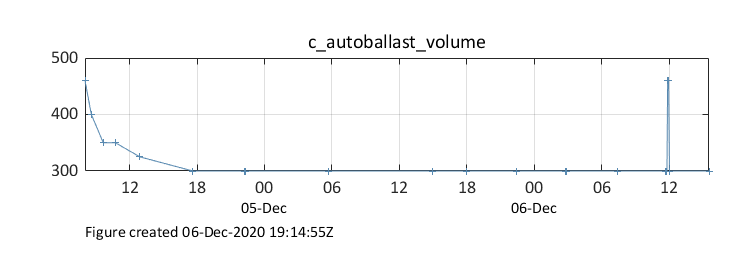 c_autoballast_volume
500
400
300
12 18 00 06 12 18 00 06 12
05-Dec 06-Dec
Figure created 06-Dec-2020 19:14:55Z